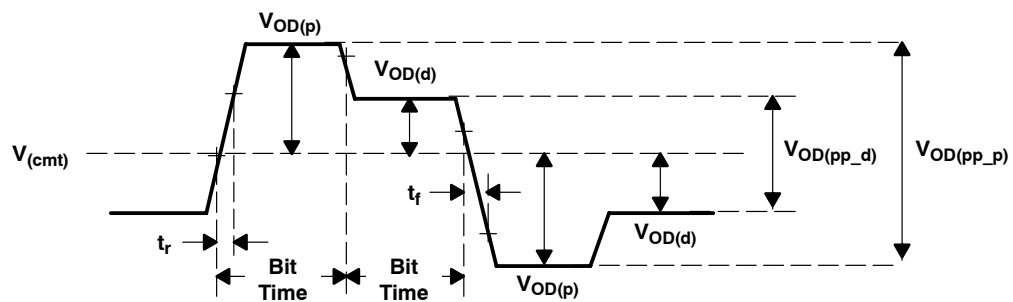 VOD(p)
VOD(d)
V(cmt)
VOD(pp_d)
VOD(pp_p)
tf
tr
VOD(d)
Bit
Time
Bit
Time
VOD(p)